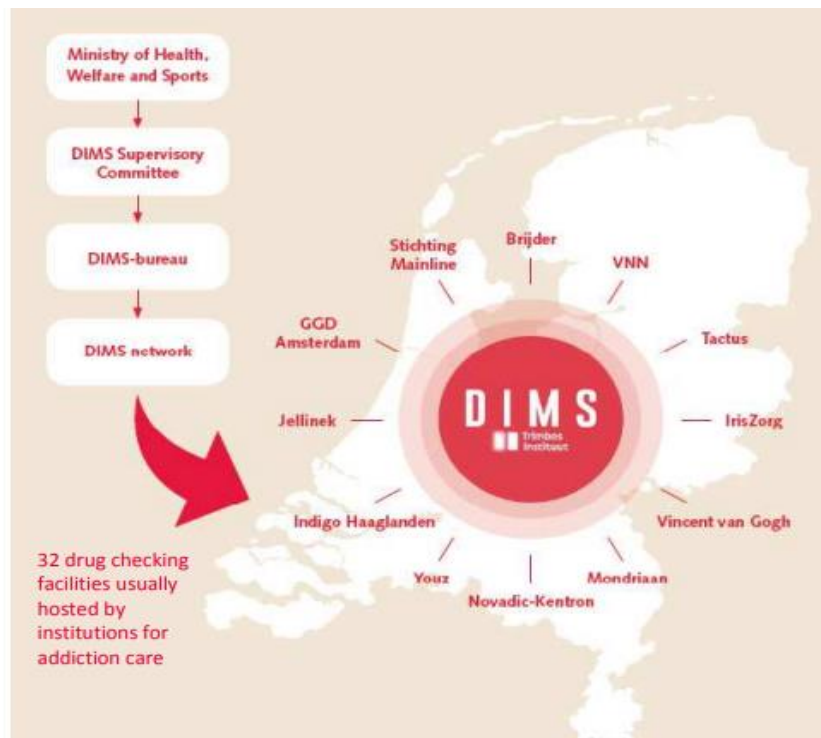 Ministry of Health,
Welfare and Sports
DIMS Supervisory
Committee
DIMS-bureau
DIMS network
32 drug checking
facilities usually
hosted by
institutions for
addiction care
Brijder
Stichting
Mainline
VNN
GGD
Amsterdam
Tactus
Jellinek
IrisZorg
Indigo Haaglanden
Vincent van Gogh
Youz
Mondriaan
Novadic-Kentron
DIMS
Trimbos
Instituut